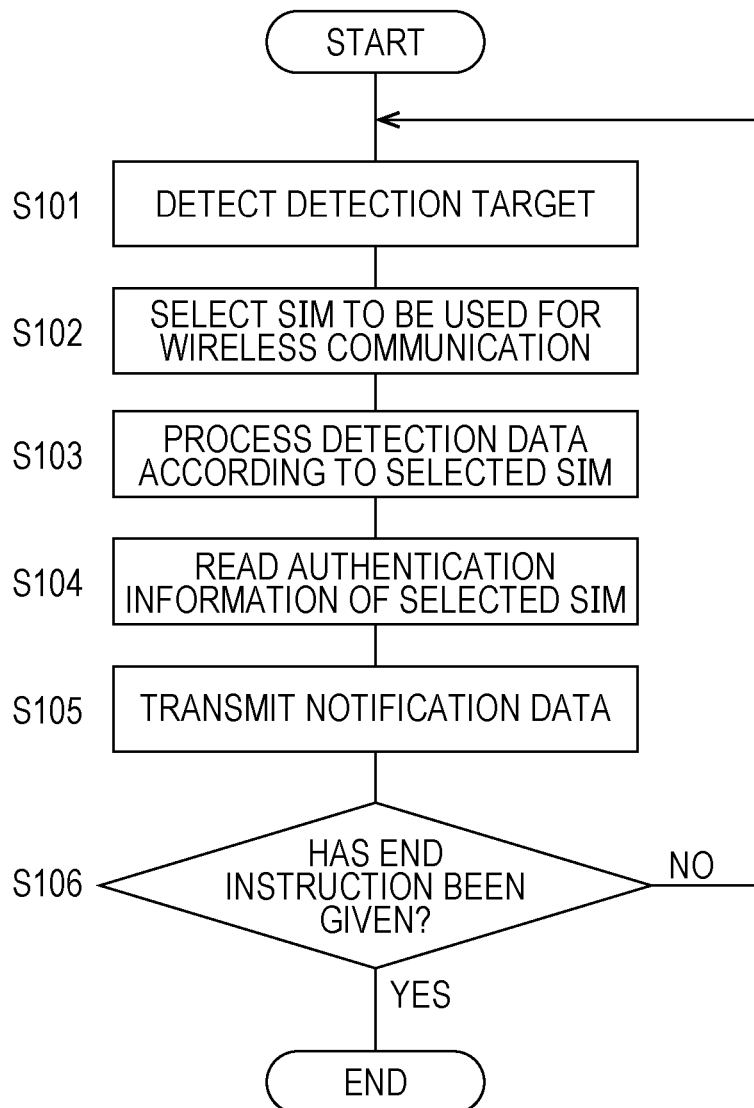 START
S101
DETECT DETECTION TARGET
S102
SELECT SIM TO BE USED FOR
WIRELESS COMMUNICATION
S103
PROCESS DETECTION DATA
ACCORDING TO SELECTED SIM
S104
READ AUTHENTICATION
INFORMATION OF SELECTED SIM
S105
TRANSMIT NOTIFICATION DATA
S106
HAS END
INSTRUCTION BEEN
GIVEN?
NO
YES
END